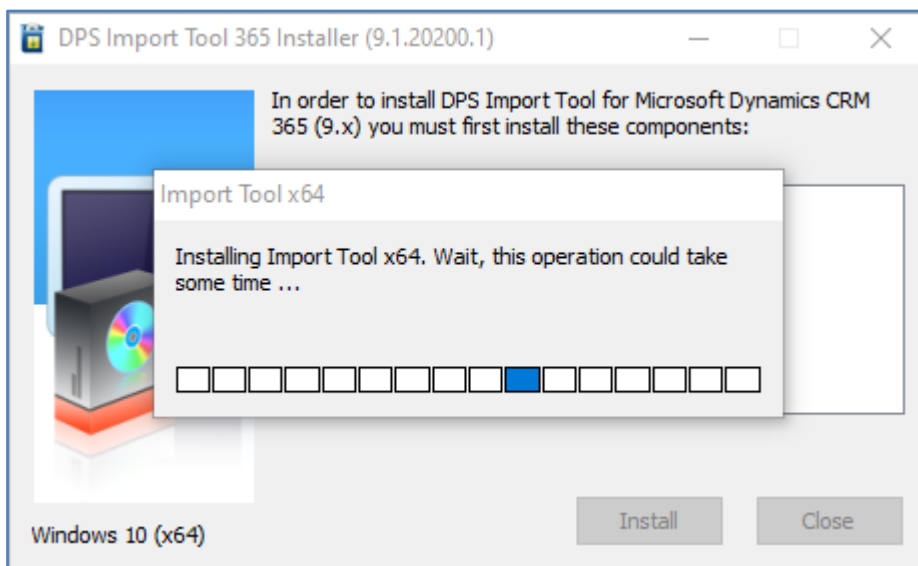 DPS Import Tool 365 Installer (9.1.20200.1)
In order to install DPS Import Tool for Microsoft Dynamics CRM
365 (9.x) you must first install these components:
Import Tool x64
Installing Import Tool x64. Wait, this operation could take
some time ...
Install
Close
Windows 10 (x64)